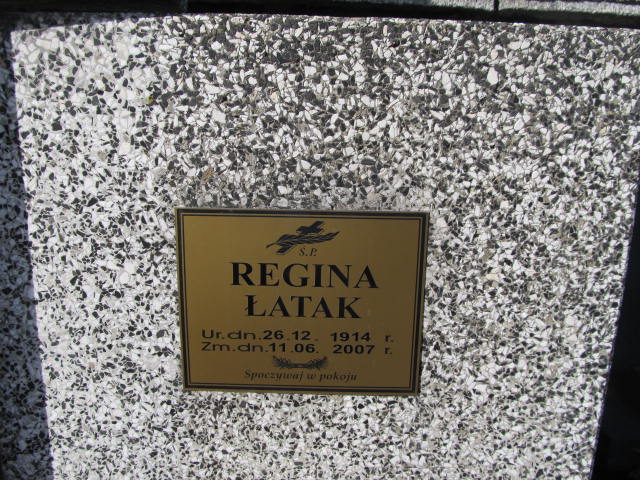 Ś.P.
REGINA
ŁATAK
Ur.dn.26.12. 1914 r.
Zm.dn.11.06. 2007 r.
Spoczywaj w pokoju